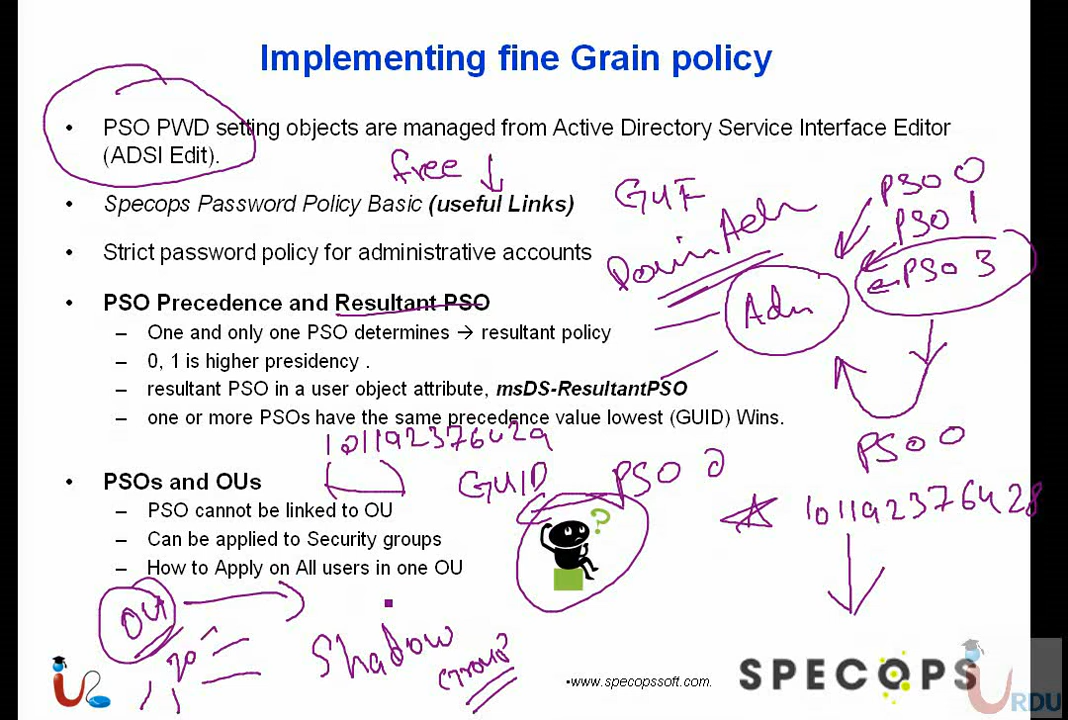 Implementing fine Grain policy
• PSO PWD setting objects are managed from Active Directory Service Interface Editor
(ADSI Edit).
free
PSO 0
GUF
PSO 1
• Specops Password Policy Basic (useful Links)
• Strict password policy for administrative accounts
PSO 3
• PSO Precedence and Resultant PSO
Adm
– One and only one PSO determines → resultant policy
– 0, 1 is higher presidency .
– resultant PSO in a user object attribute, msDS-ResultantPSO
– one or more PSOs have the same precedence value lowest (GUID) Wins.
1011923766429
PSO 0
• PSOs and OUs
GUID
PSO 0
– PSO cannot be linked to OU
101192376428
– Can be applied to Security groups
?
– How to Apply on All users in one OU
OU
Shadow
Group
•www.specopssoft.com.
SPECOPS
URDU